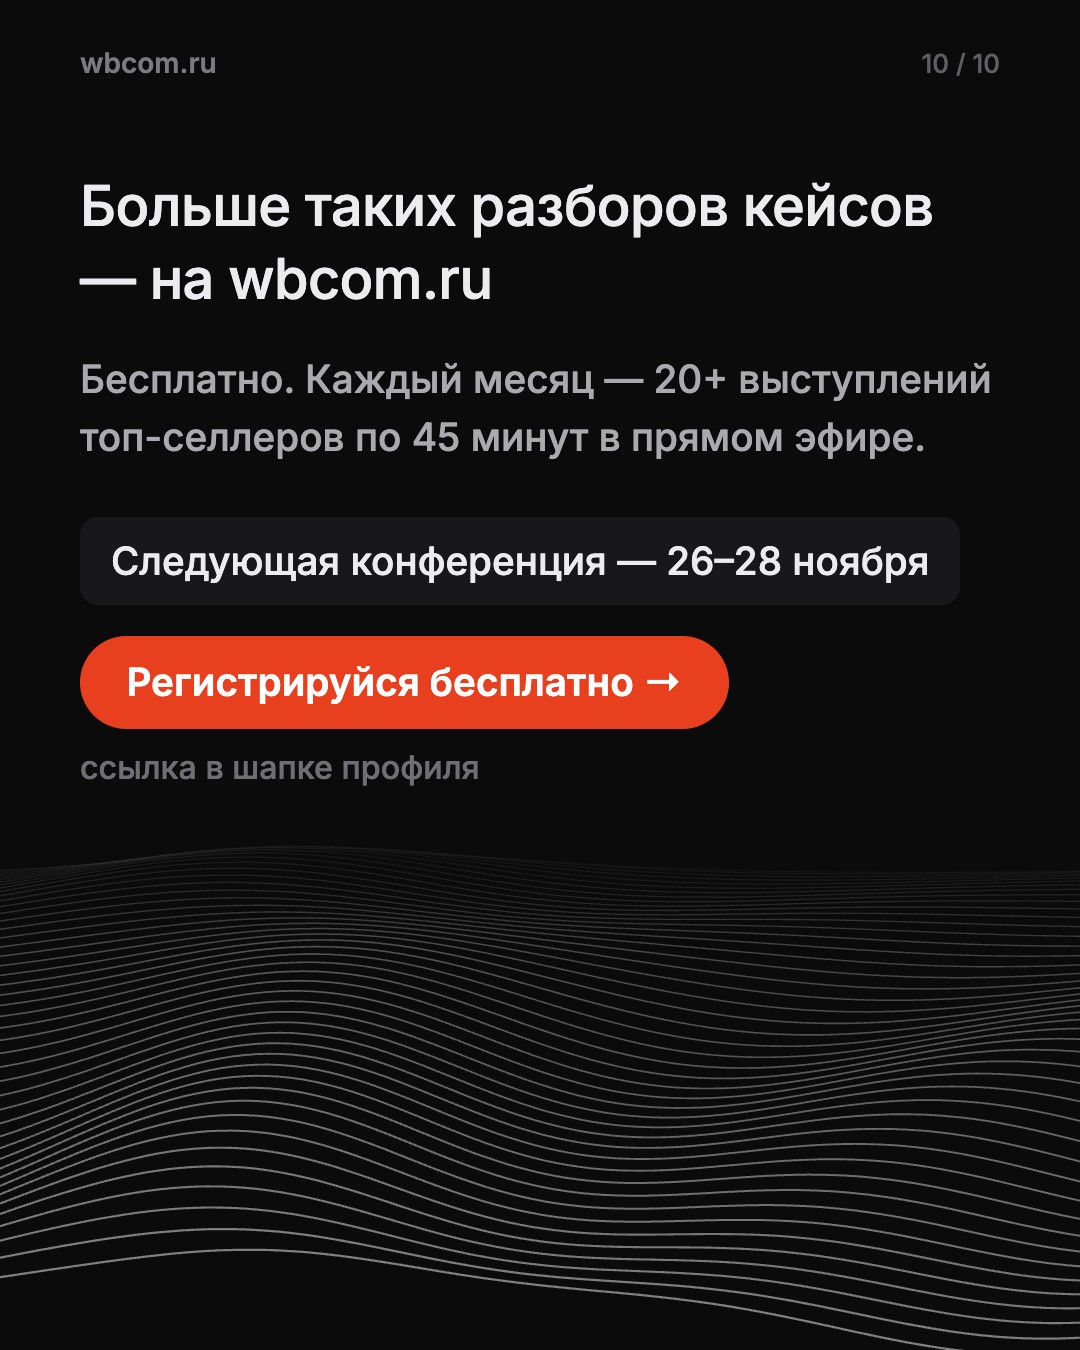 wbcom.ru
10 / 10
Больше таких разборов кейсов
— на wbcom.ru
Бесплатно. Каждый месяц — 20+ выступлений
топ-селлеров по 45 минут в прямом эфире.
Следующая конференция — 26–28 ноября
Регистрируйся бесплатно →
ссылка в шапке профиля